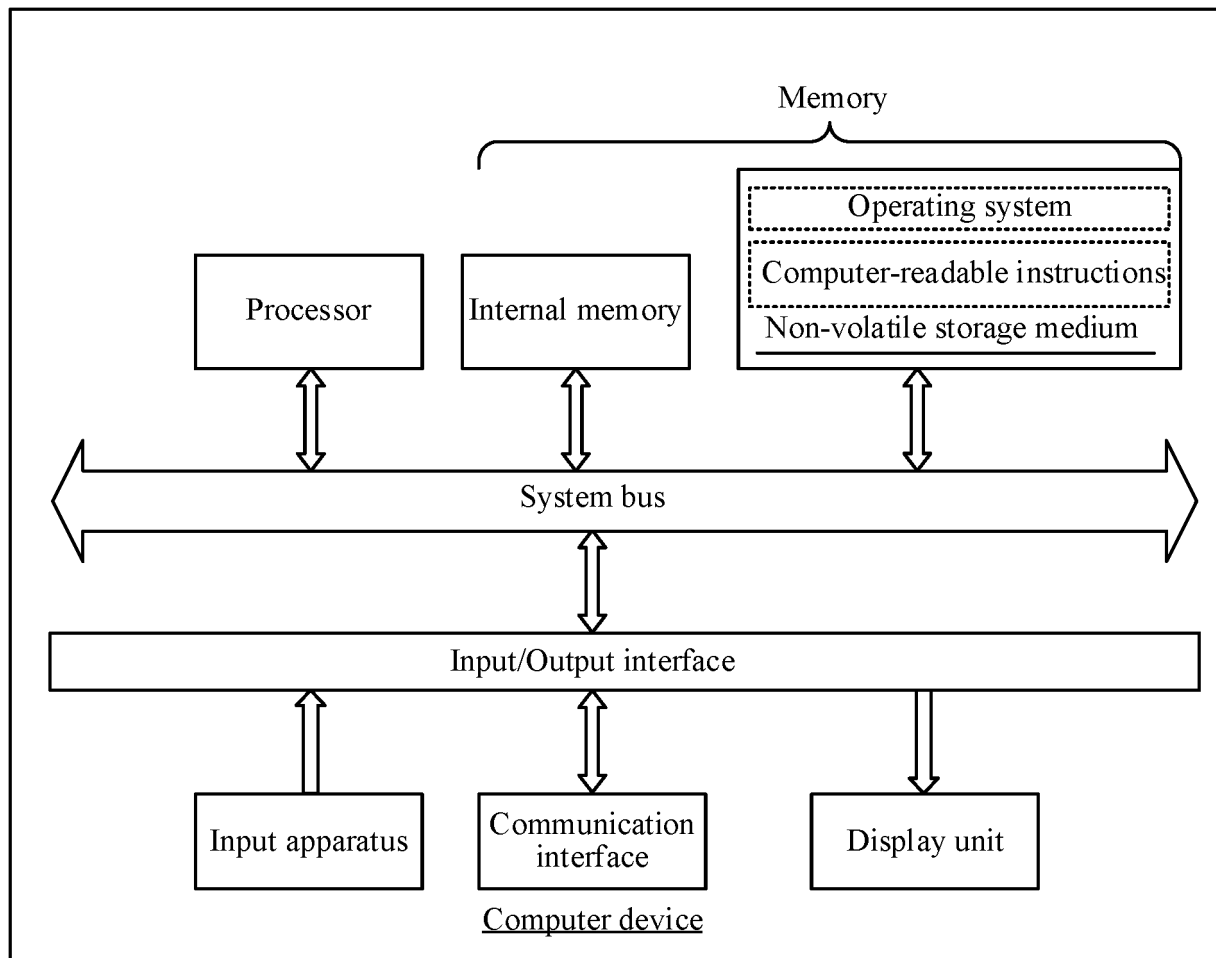 Memory
Operating system
Computer-readable instructions
Non-volatile storage medium
Processor
Internal memory
System bus
Input/Output interface
Input apparatus
Communication
interface
Display unit
Computer device